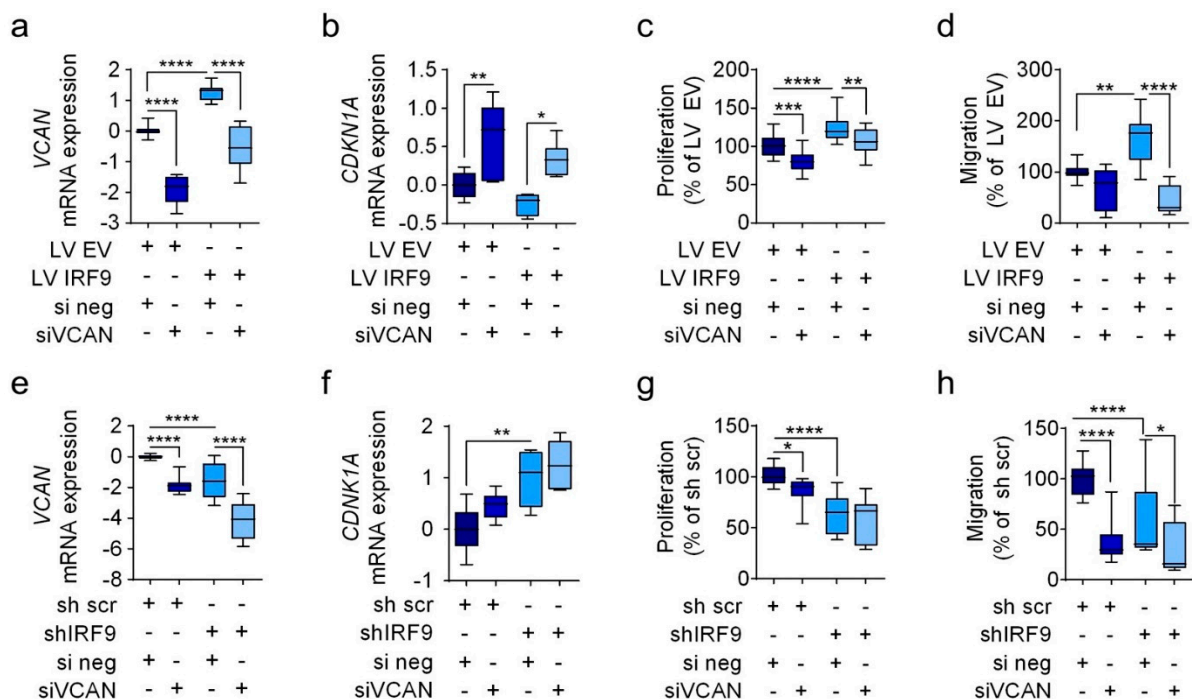 a
VCAN
mRNA expression
2
1
0
-1
-2
-3
**** ****
****
LV EV + + - -
LV IRF9 - - + +
si neg + - + -
siVCAN - + - +
b
CDKN1A
mRNA expression
1.5
1.0
0.5
0.0
-0.5
**
*
LV EV + + - -
LV IRF9 - - + +
si neg + - + -
siVCAN - + - +
c
Proliferation
(% of LV EV)
200
150
100
50
0
**** **
***
LV EV + + - -
LV IRF9 - - + +
si neg + - + -
siVCAN - + - +
d
Migration
(% of LV EV)
300
200
100
0
** ****
LV EV + + - -
LV IRF9 - - + +
si neg + - + -
siVCAN - + - +
e
VCAN
mRNA expression
2
0
-2
-4
-6
-8
****
**** ****
sh scr + + - -
shIRF9 - - + +
si neg + - + -
siVCAN - + - +
f
CDNK1A
mRNA expression
2
1
0
-1
**
sh scr + + - -
shIRF9 - - + +
si neg + - + -
siVCAN - + - +
g
Proliferation
(% of sh scr)
150
100
50
0
****
*
sh scr + + - -
shIRF9 - - + +
si neg + - + -
siVCAN - + - +
h
Migration
(% of sh scr)
150
100
50
0
****
**** *
sh scr + + - -
shIRF9 - - + +
si neg + - + -
siVCAN - + - +